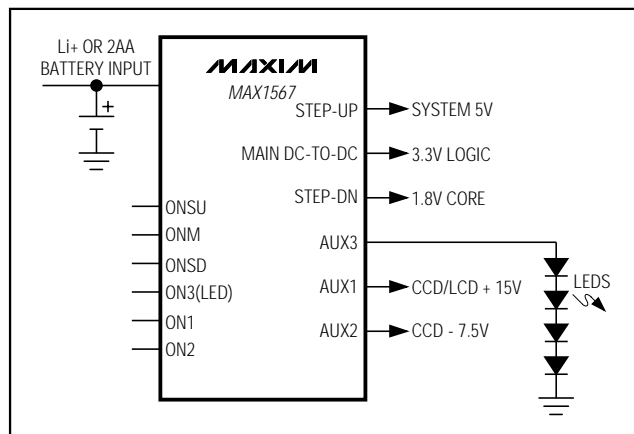 Li+ OR 2AA
BATTERY INPUT
+
MAXIM
MAX1567
STEP-UP
SYSTEM 5V
MAIN DC-TO-DC
3.3V LOGIC
STEP-DN
1.8V CORE
ONSU
ONM
ONSD
ON3(LED)
ON1
ON2
AUX3
LEDS
AUX1
CCD/LCD + 15V
AUX2
CCD - 7.5V